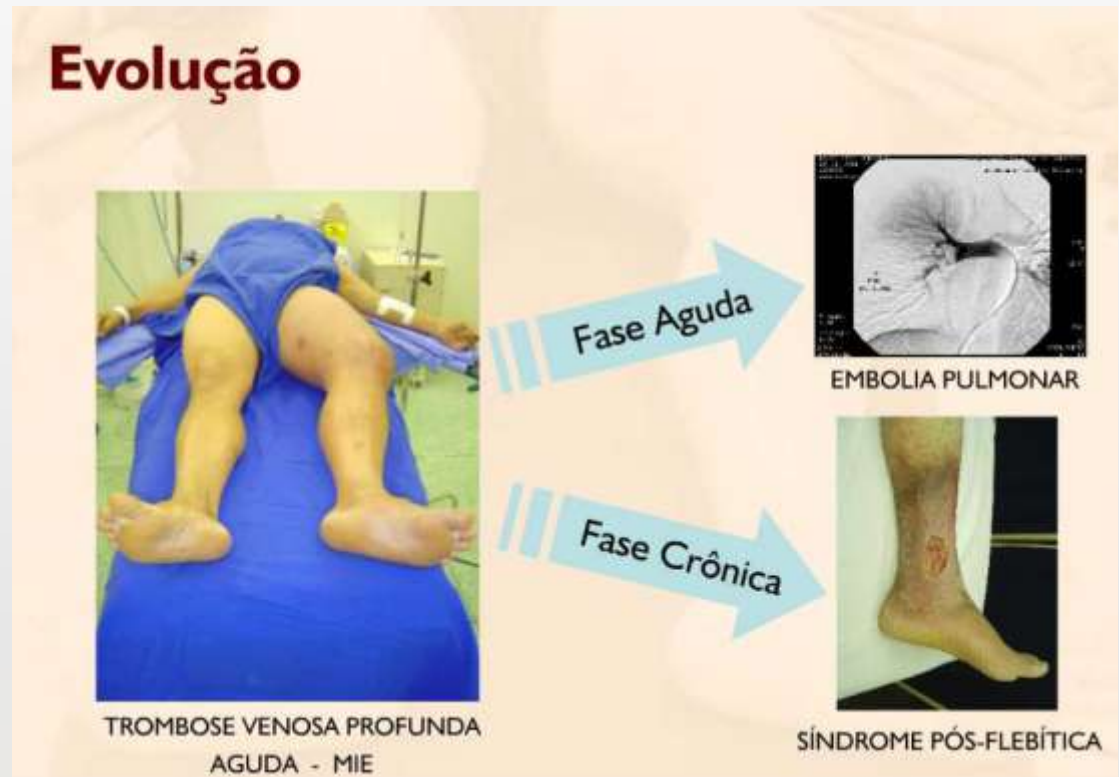 Evolução
Fase Aguda
EMBOLIA PULMONAR
Fase Crônica
TROMBOSE VENOSA PROFUNDA
AGUDA - MIE
SÍNDROME PÓS-FLEBÍTICA